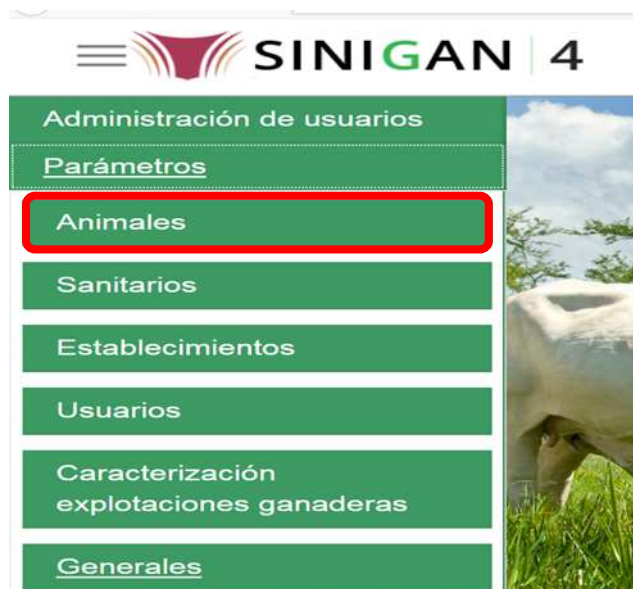 SINIGAN 4
Administración de usuarios
Parámetros
Animales
Sanitarios
Establecimientos
Usuarios
Caracterización
explotaciones ganaderas
Generales